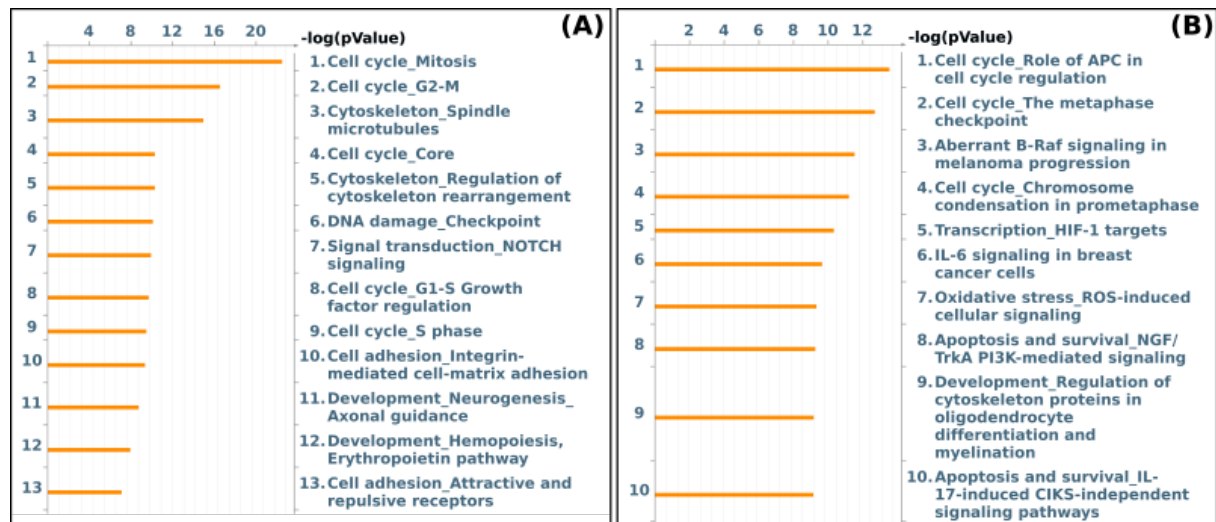 (A)
4 8 12 16 20 -log(pValue)
1 1. Cell cycle_Mitosis
2 2. Cell cycle_G2-M
3 3. Cytoskeleton_Spindle
microtubules
4 4. Cell cycle_Core
5 5. Cytoskeleton_Regulation of
cytoskeleton rearrangement
6 6. DNA damage_Checkpoint
7 7. Signal transduction_NOTCH
signaling
8 8. Cell cycle_G1-S Growth
factor regulation
9 9. Cell cycle_S phase
10 10. Cell adhesion_Integrin-
mediated cell-matrix adhesion
11 11. Development_Neurogenesis_
Axonal guidance
12 12. Development_Hemopoiesis,
Erythropoietin pathway
13 13. Cell adhesion_Attractive and
repulsive receptors
(B)
2 4 6 8 10 12 -log(pValue)
1 1. Cell cycle_Role of APC in
cell cycle regulation
2 2. Cell cycle_The metaphase
checkpoint
3 3. Aberrant B-Raf signaling in
melanoma progression
4 4. Cell cycle_Chromosome
condensation in prometaphase
5 5. Transcription_HIF-1 targets
6 6. IL-6 signaling in breast
cancer cells
7 7. Oxidative stress_ROS-induced
cellular signaling
8 8. Apoptosis and survival_NGF/
TrkA PI3K-mediated signaling
9 9. Development_Regulation of
cytoskeleton proteins in
oligodendrocyte
differentiation and
myelination
10 10. Apoptosis and survival_IL-
17-induced CIKS-independent
signaling pathways